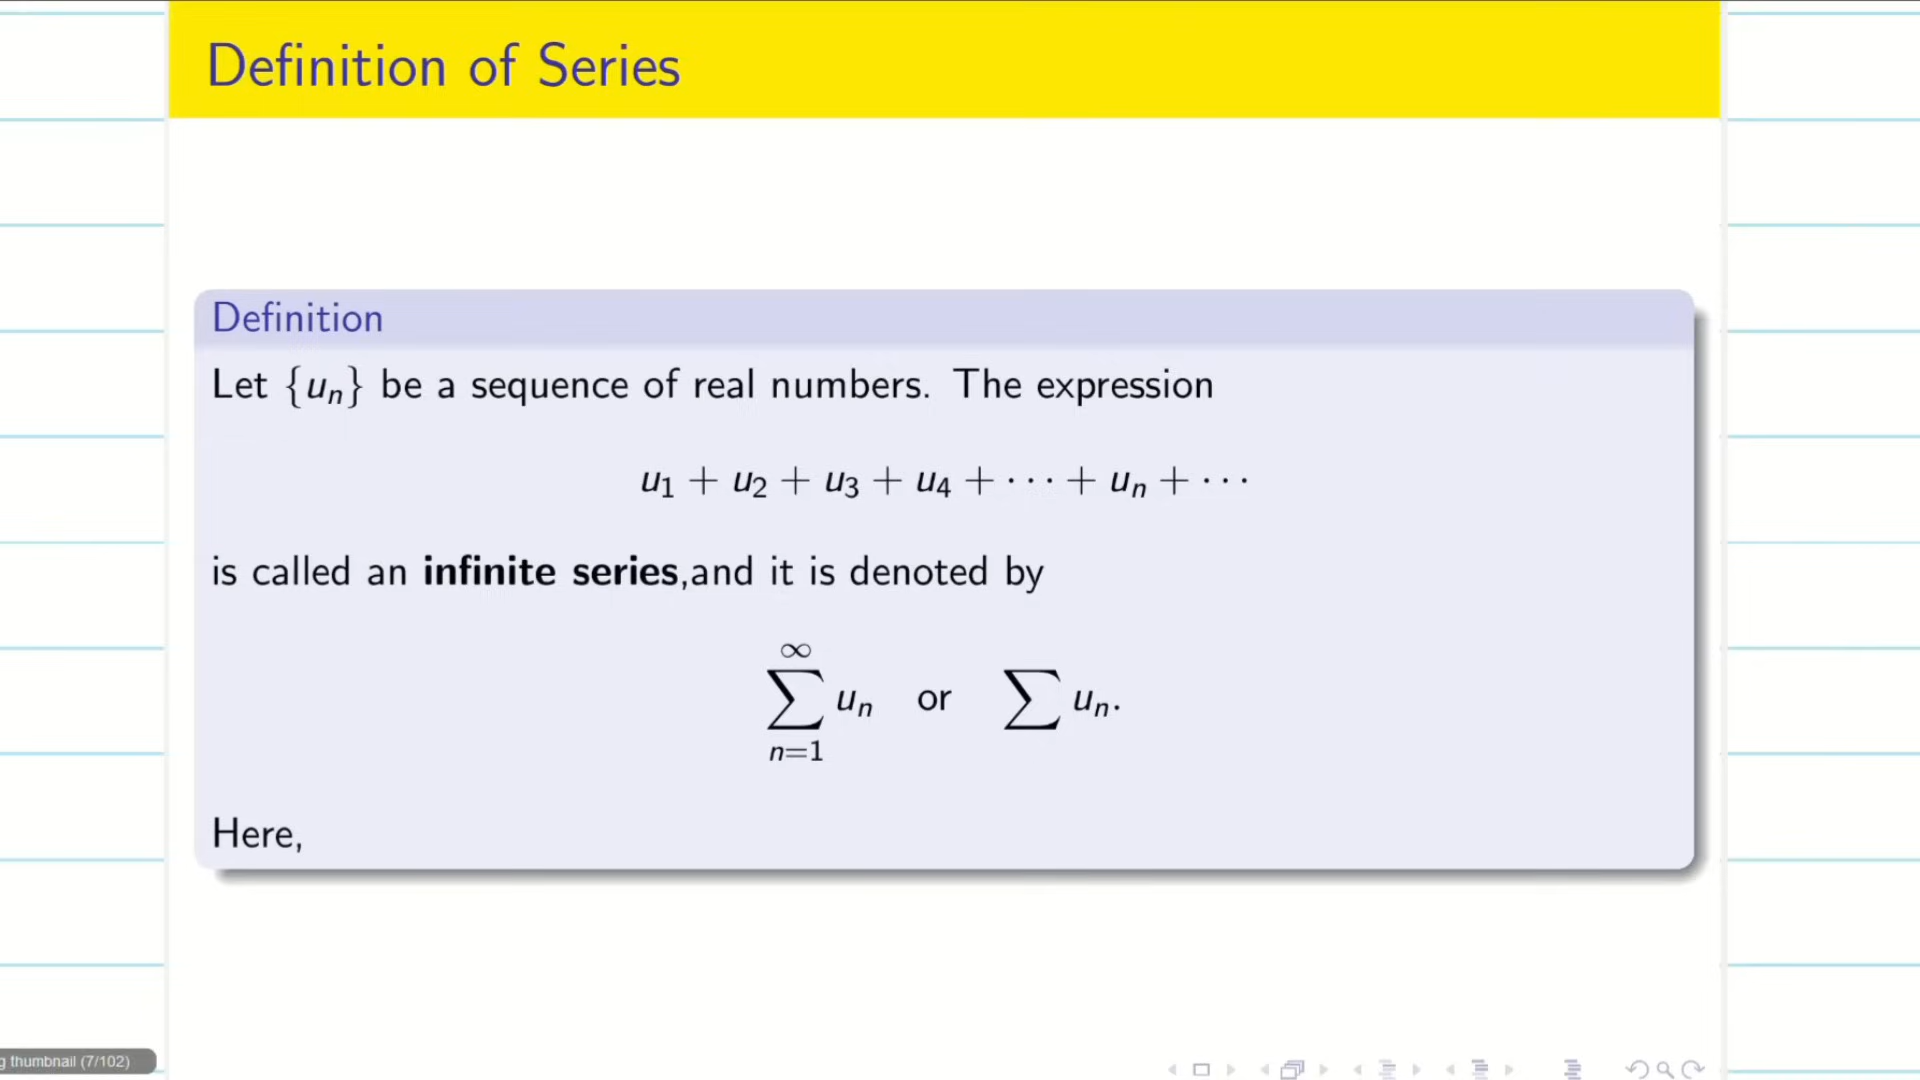 Definition of Series
Definition
Let {uₙ} be a sequence of real numbers. The expression
u₁ + u₂ + u₃ + u₄ + ⋯ + uₙ + ⋯
is called an infinite series,and it is denoted by
∞
∑ uₙ or ∑ uₙ.
n=1
Here,
g thumbnail (7/102)